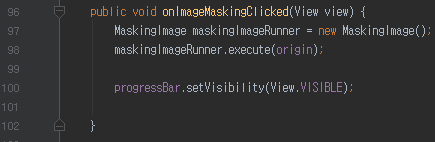 96 public void onImageMaskingClicked(View view) {
97 MaskingImage maskingImageRunner = new MaskingImage();
98 maskingImageRunner.execute(origin);
99
100 progressBar.setVisibility(View.VISIBLE);
101
102 }